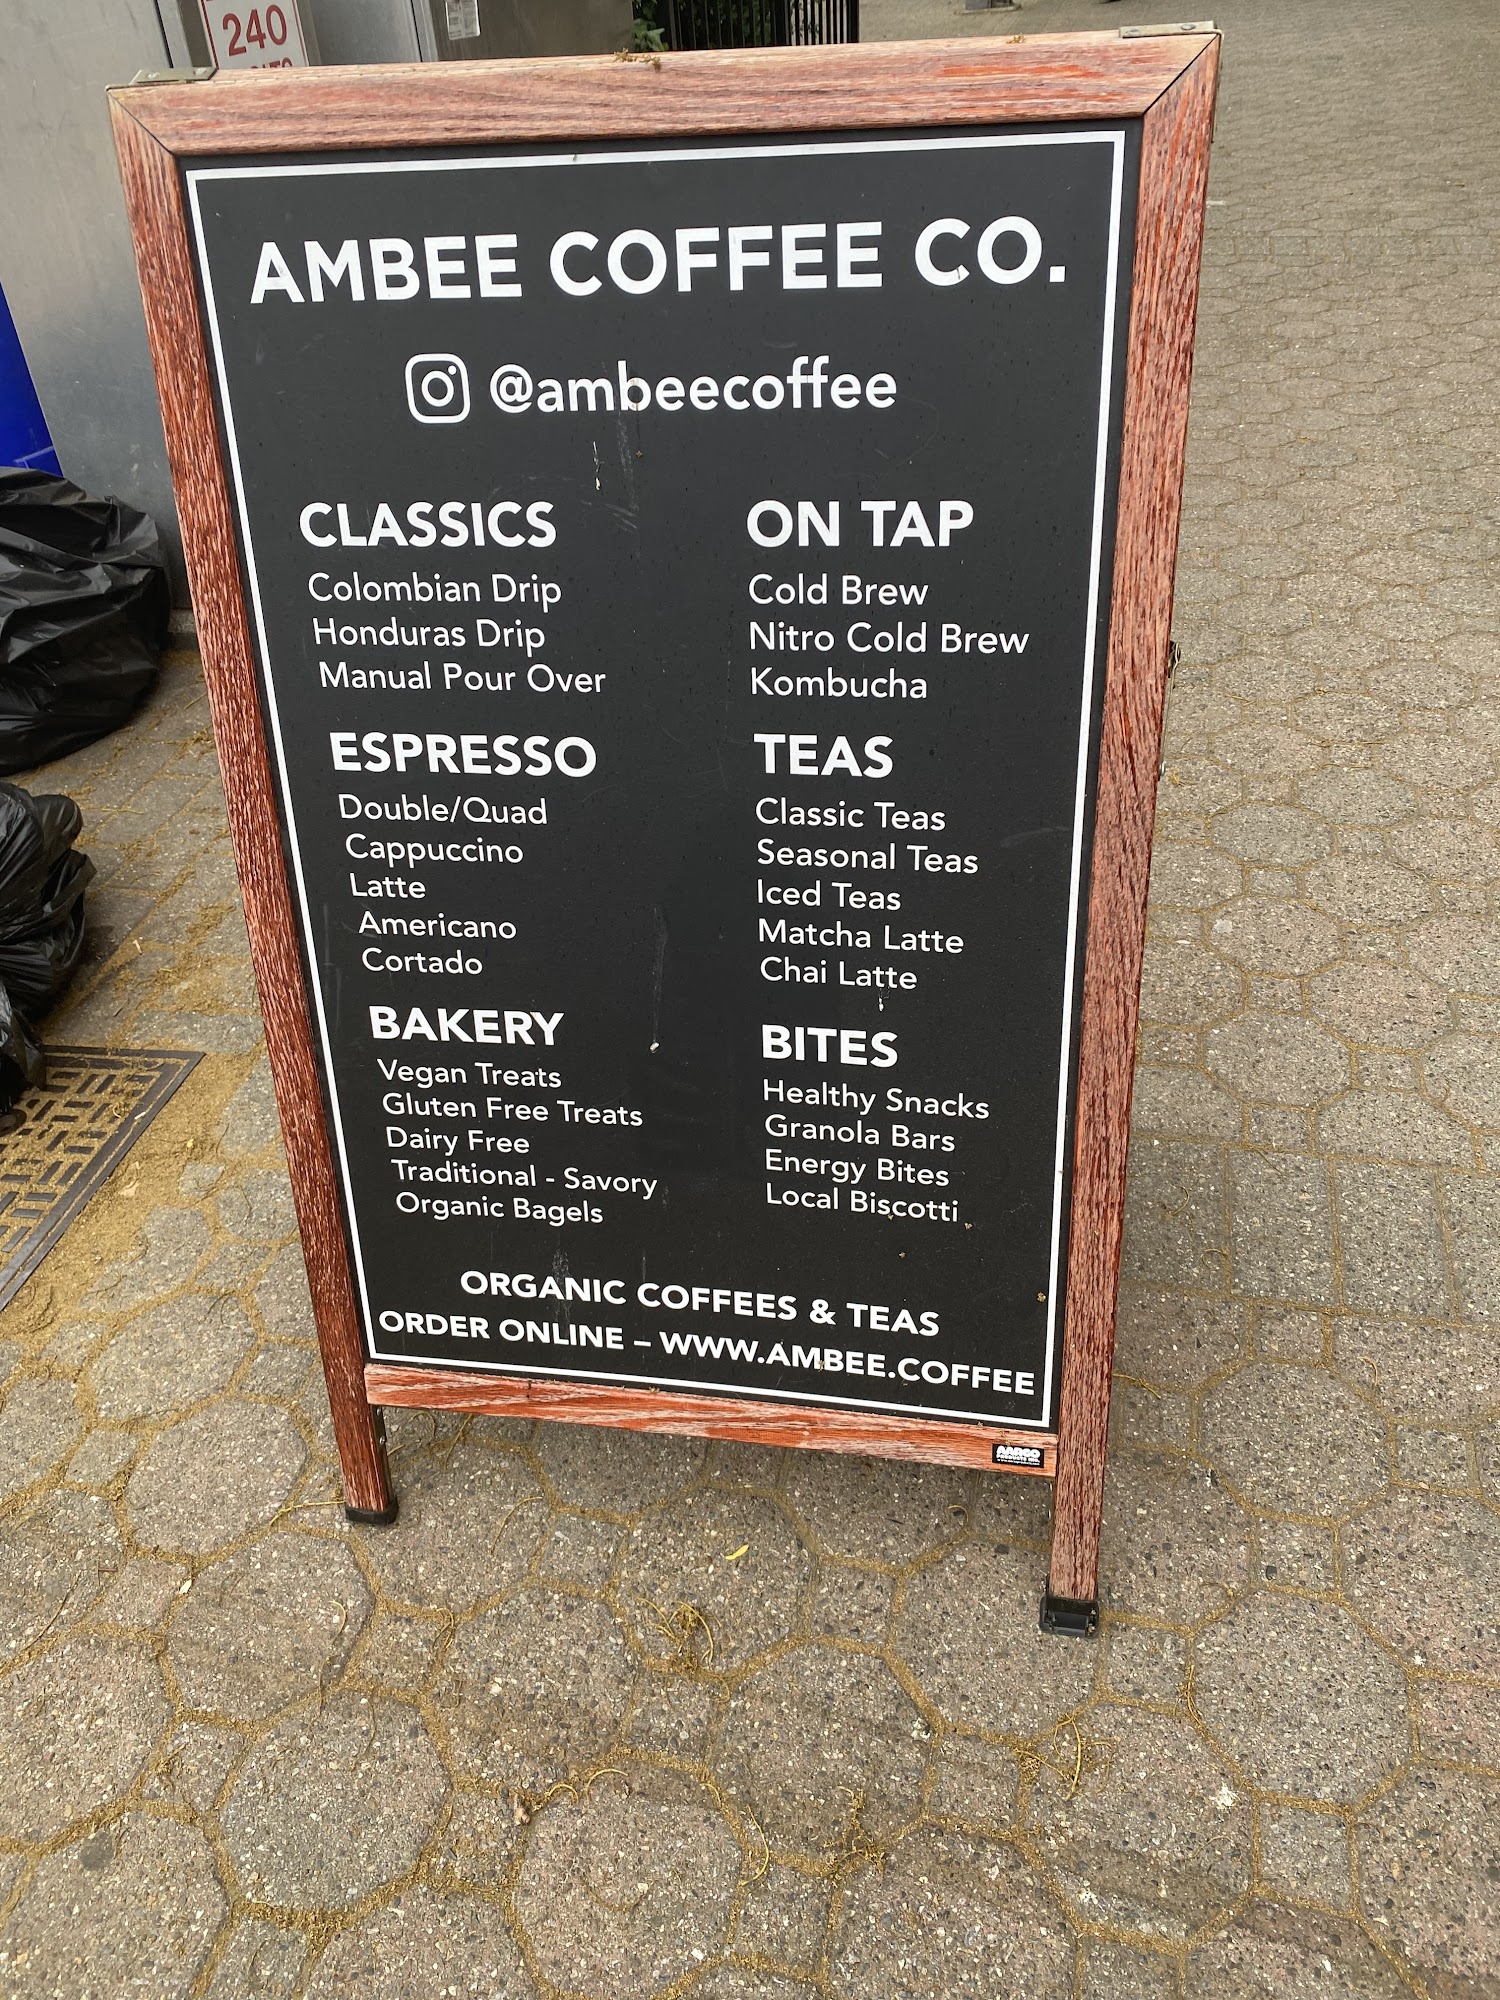 240
AMBEE COFFEE CO.
@ambeecoffee
CLASSICS
Colombian Drip
Honduras Drip
Manual Pour Over
ESPRESSO
Double/Quad
Cappuccino
Latte
Americano
Cortado
BAKERY
Vegan Treats
Gluten Free Treats
Dairy Free
Traditional - Savory
Organic Bagels
ON TAP
Cold Brew
Nitro Cold Brew
Kombucha
TEAS
Classic Teas
Seasonal Teas
Iced Teas
Matcha Latte
Chai Latte
BITES
Healthy Snacks
Granola Bars
Energy Bites
Local Biscotti
ORGANIC COFFEES & TEAS
ORDER ONLINE – WWW.AMBEE.COFFEE
AARCO
PRODUCTS INC.